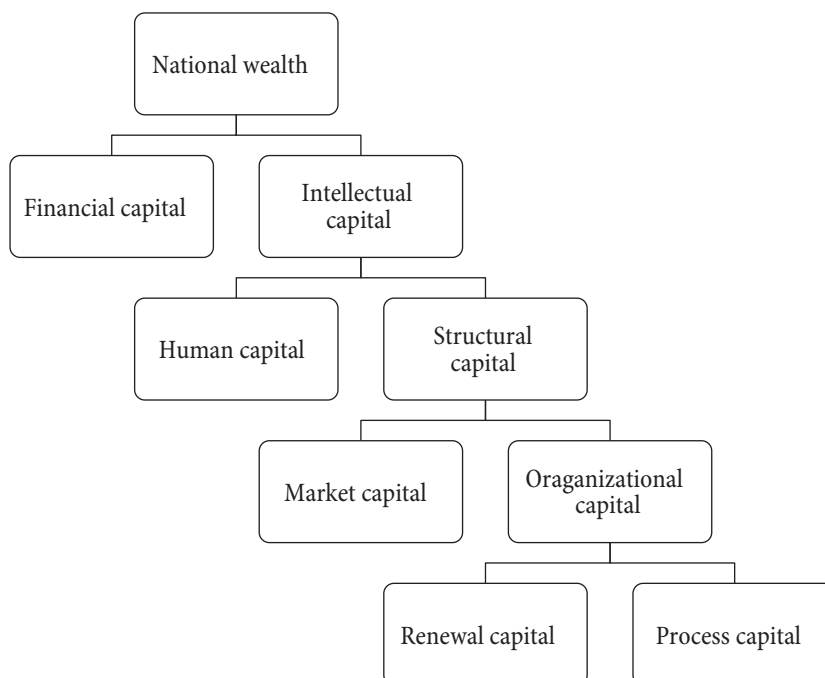 National wealth
Financial capital
Intellectual
capital
Human capital
Structural
capital
Market capital
Oraganizational
capital
Renewal capital
Process capital